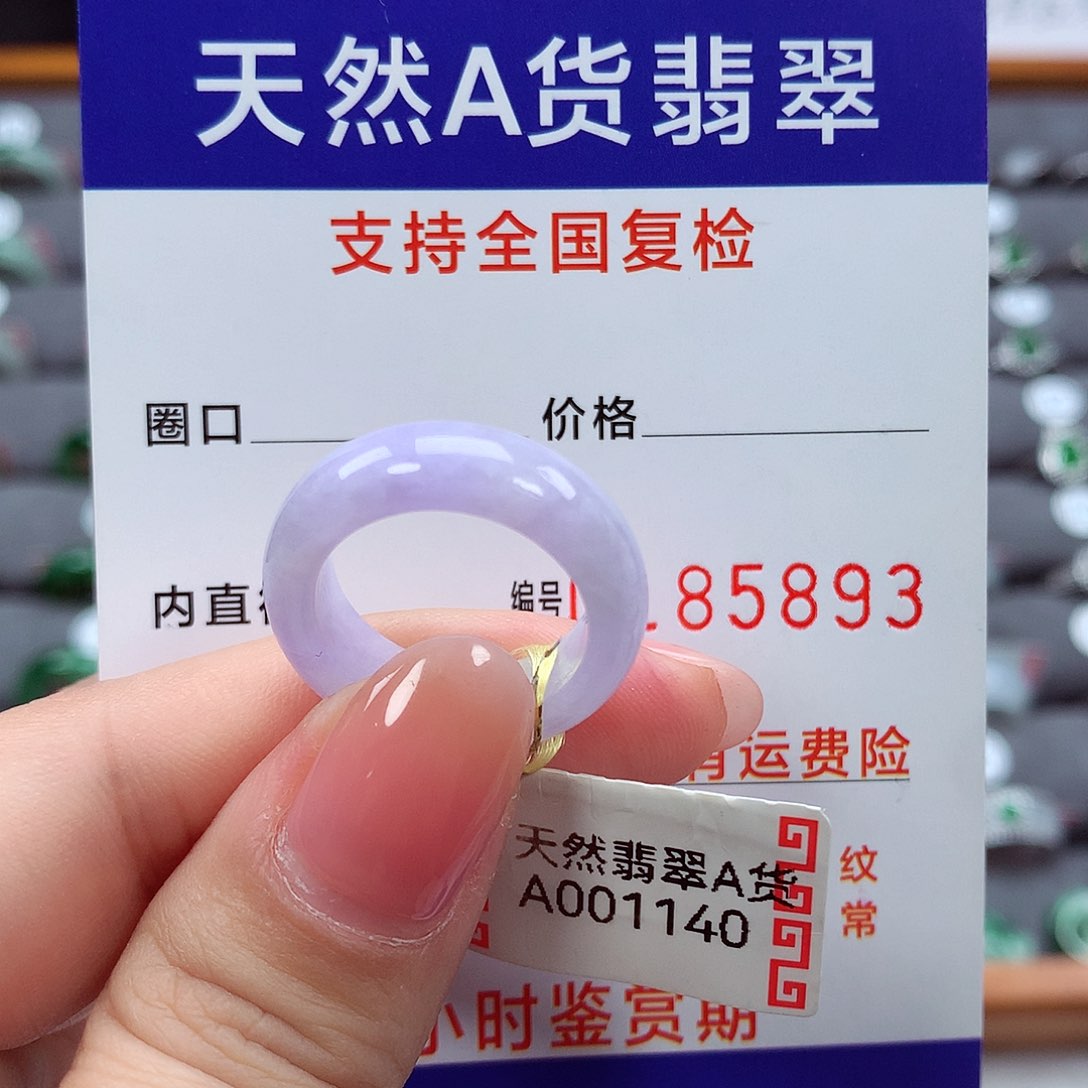 天然A货翡翠
支持全国复检
圈口 价格
内直 编号 85893
运费险
纹
常
天然翡翠A货
A001140
小时鉴赏期